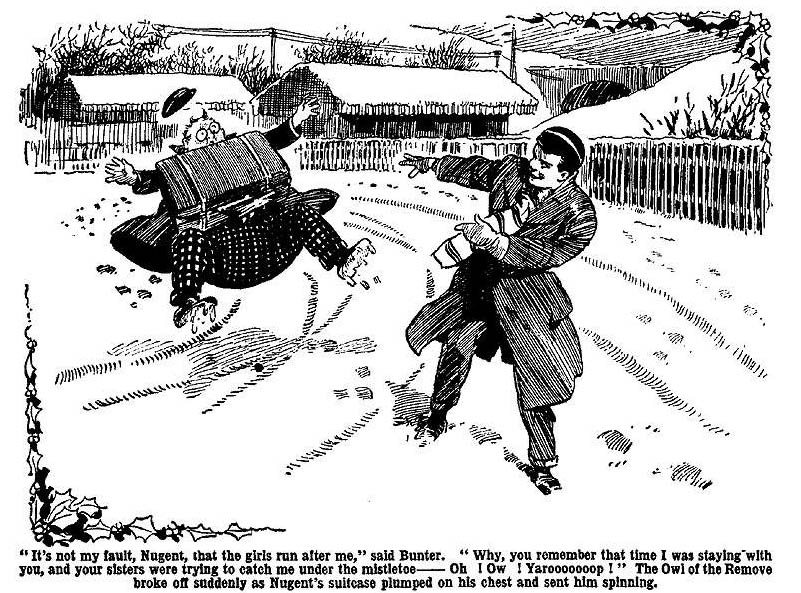 "It's not my fault, Nugent, that the girls run after me," said Bunter. "Why, you remember that time I was staying with
you, and your sisters were trying to catch me under the mistletoe—— Oh ! Ow ! Yarooooooop ! " The Owl of the Remove
broke off suddenly as Nugent's suitcase plumped on his chest and sent him spinning.